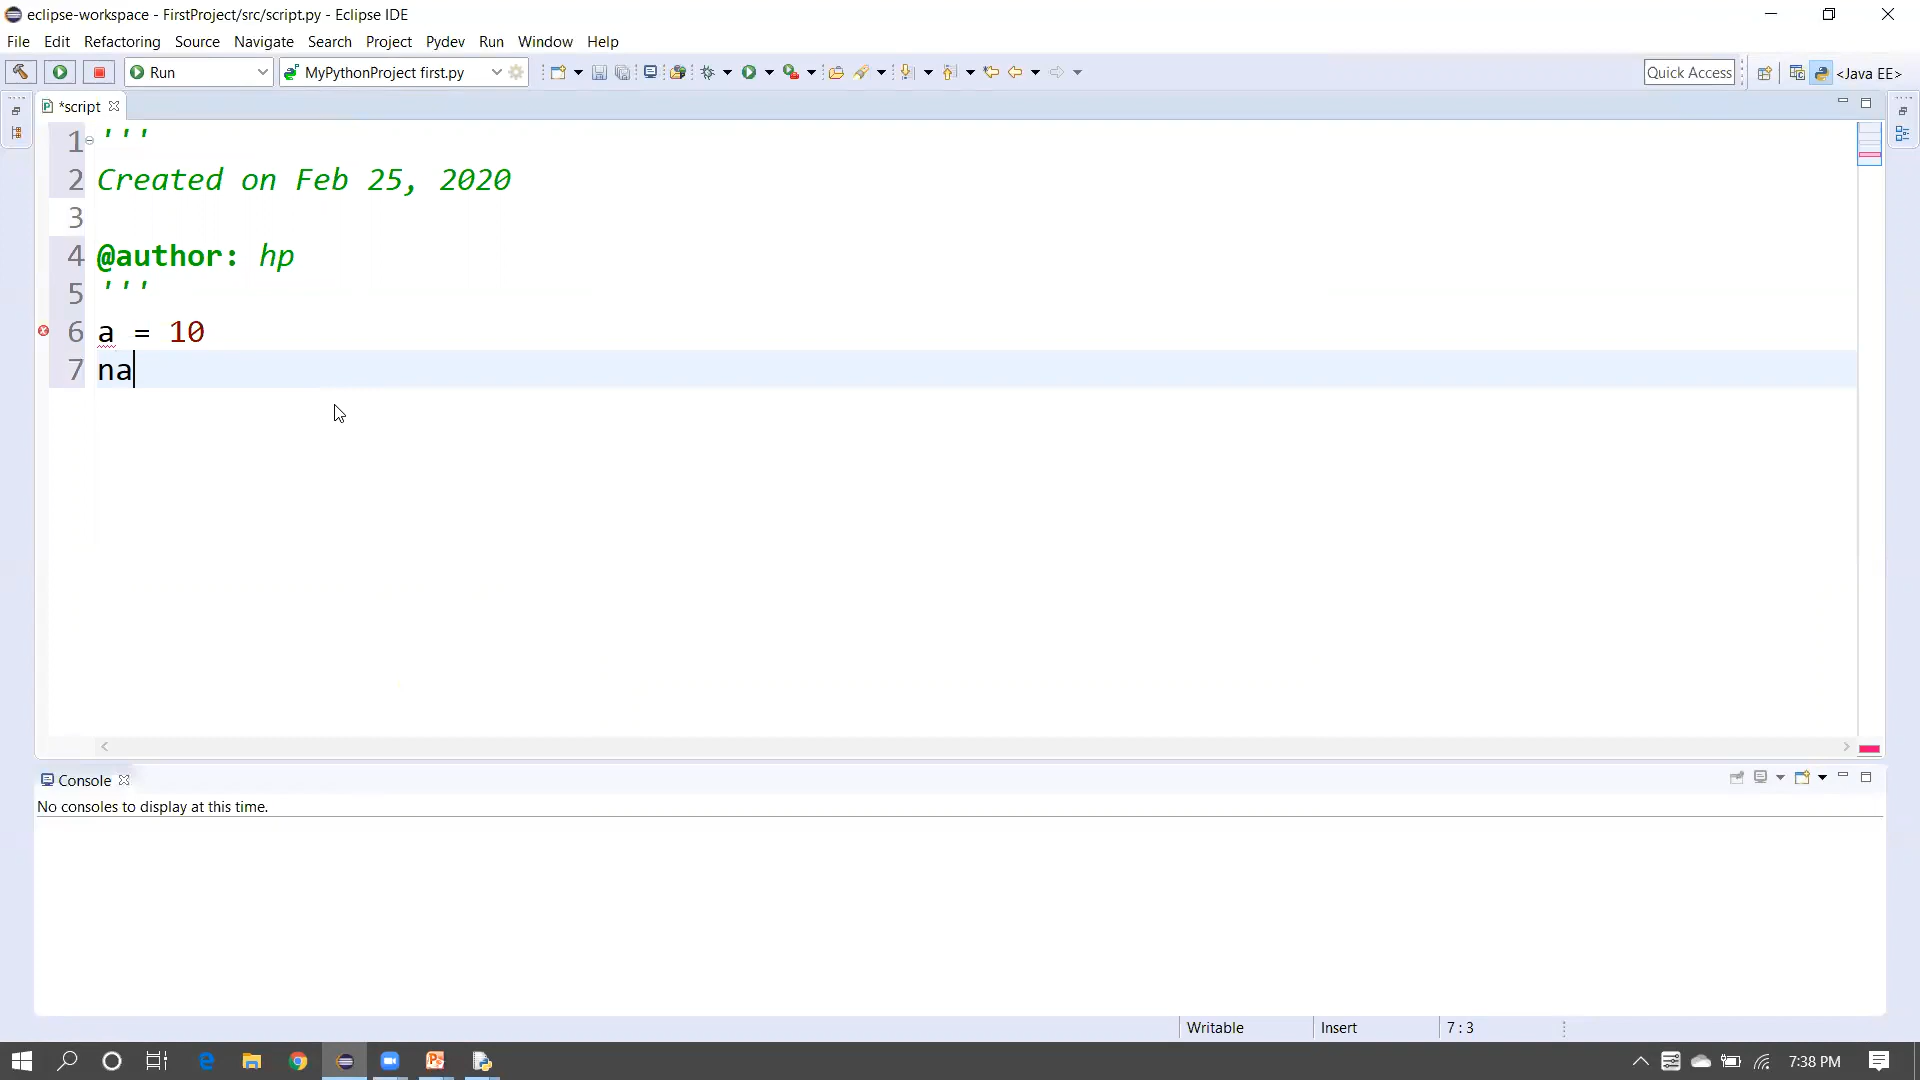 eclipse-workspace - FirstProject/src/script.py - Eclipse IDE
File Edit Refactoring Source Navigate Search Project Pydev Run Window Help
Run MyPythonProject first.py Quick Access <Java EE>
*script
1 '''
2 Created on Feb 25, 2020
3
4 @author: hp
5 '''
6 a = 10
7 na
Console
No consoles to display at this time.
Writable Insert 7 : 3
7:38 PM